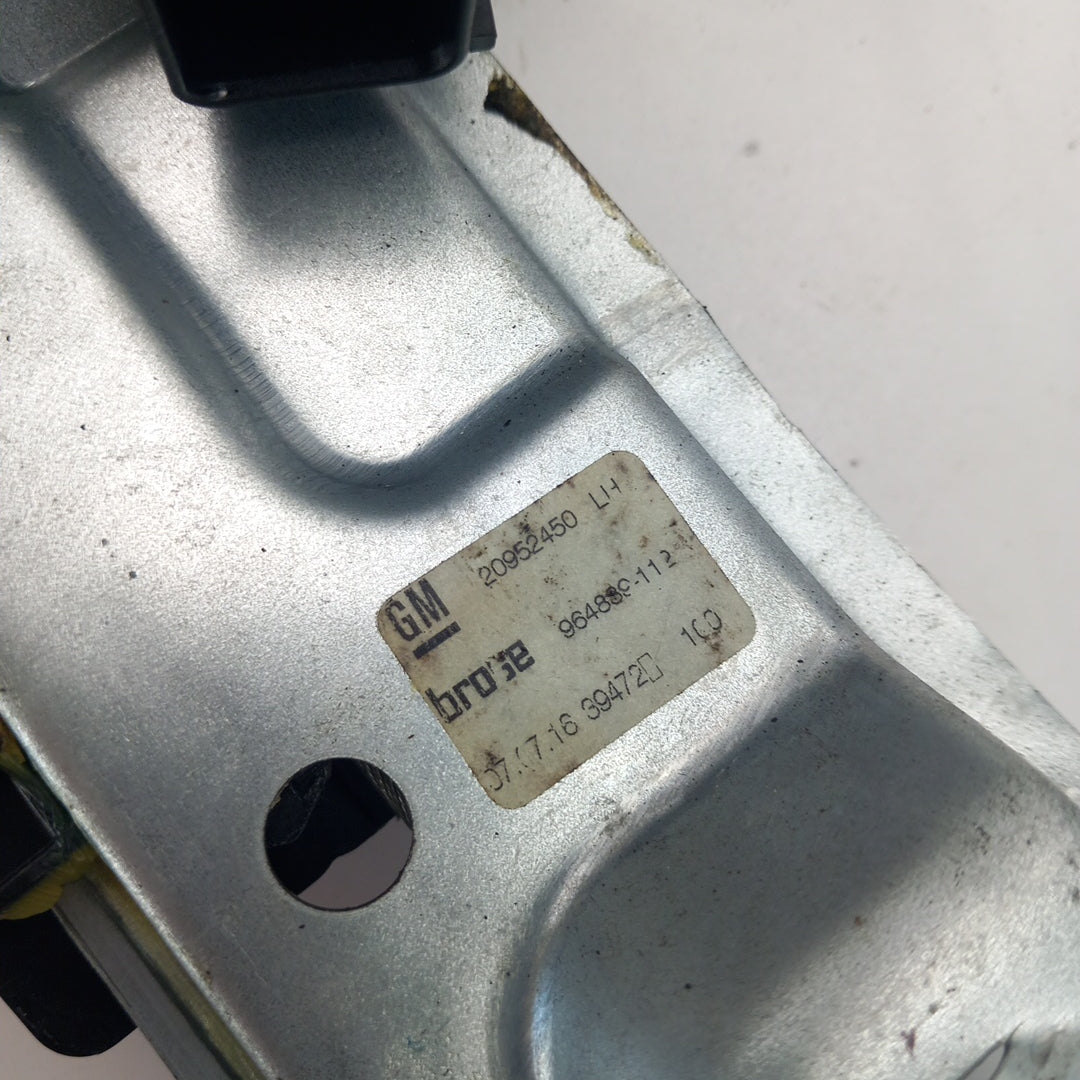 GM 20952450 LH
brose 964889-112
07.07.16 39472▯ 100